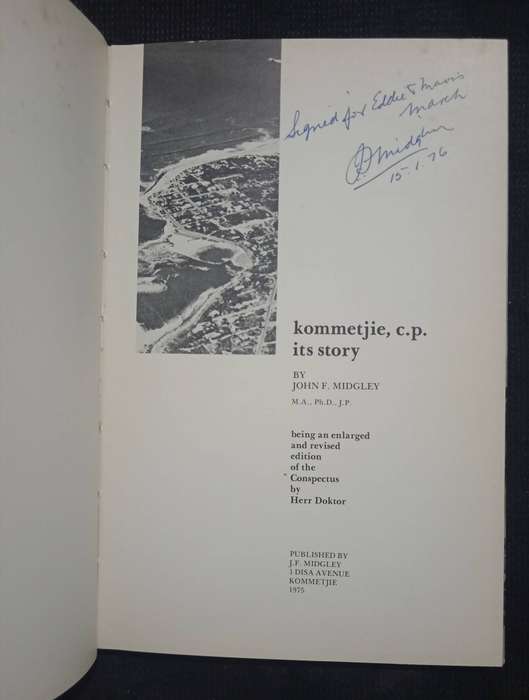 Signed for Eddie & Mavis
March
J Midgley
15.1.76
kommetjie, c.p.
its story
BY
JOHN F. MIDGLEY
M.A., Ph.D., J.P.
being an enlarged
and revised
edition
of the
Conspectus
by
Herr Doktor
PUBLISHED BY
J.F. MIDGLEY
1 DISA AVENUE
KOMMETJIE
1975